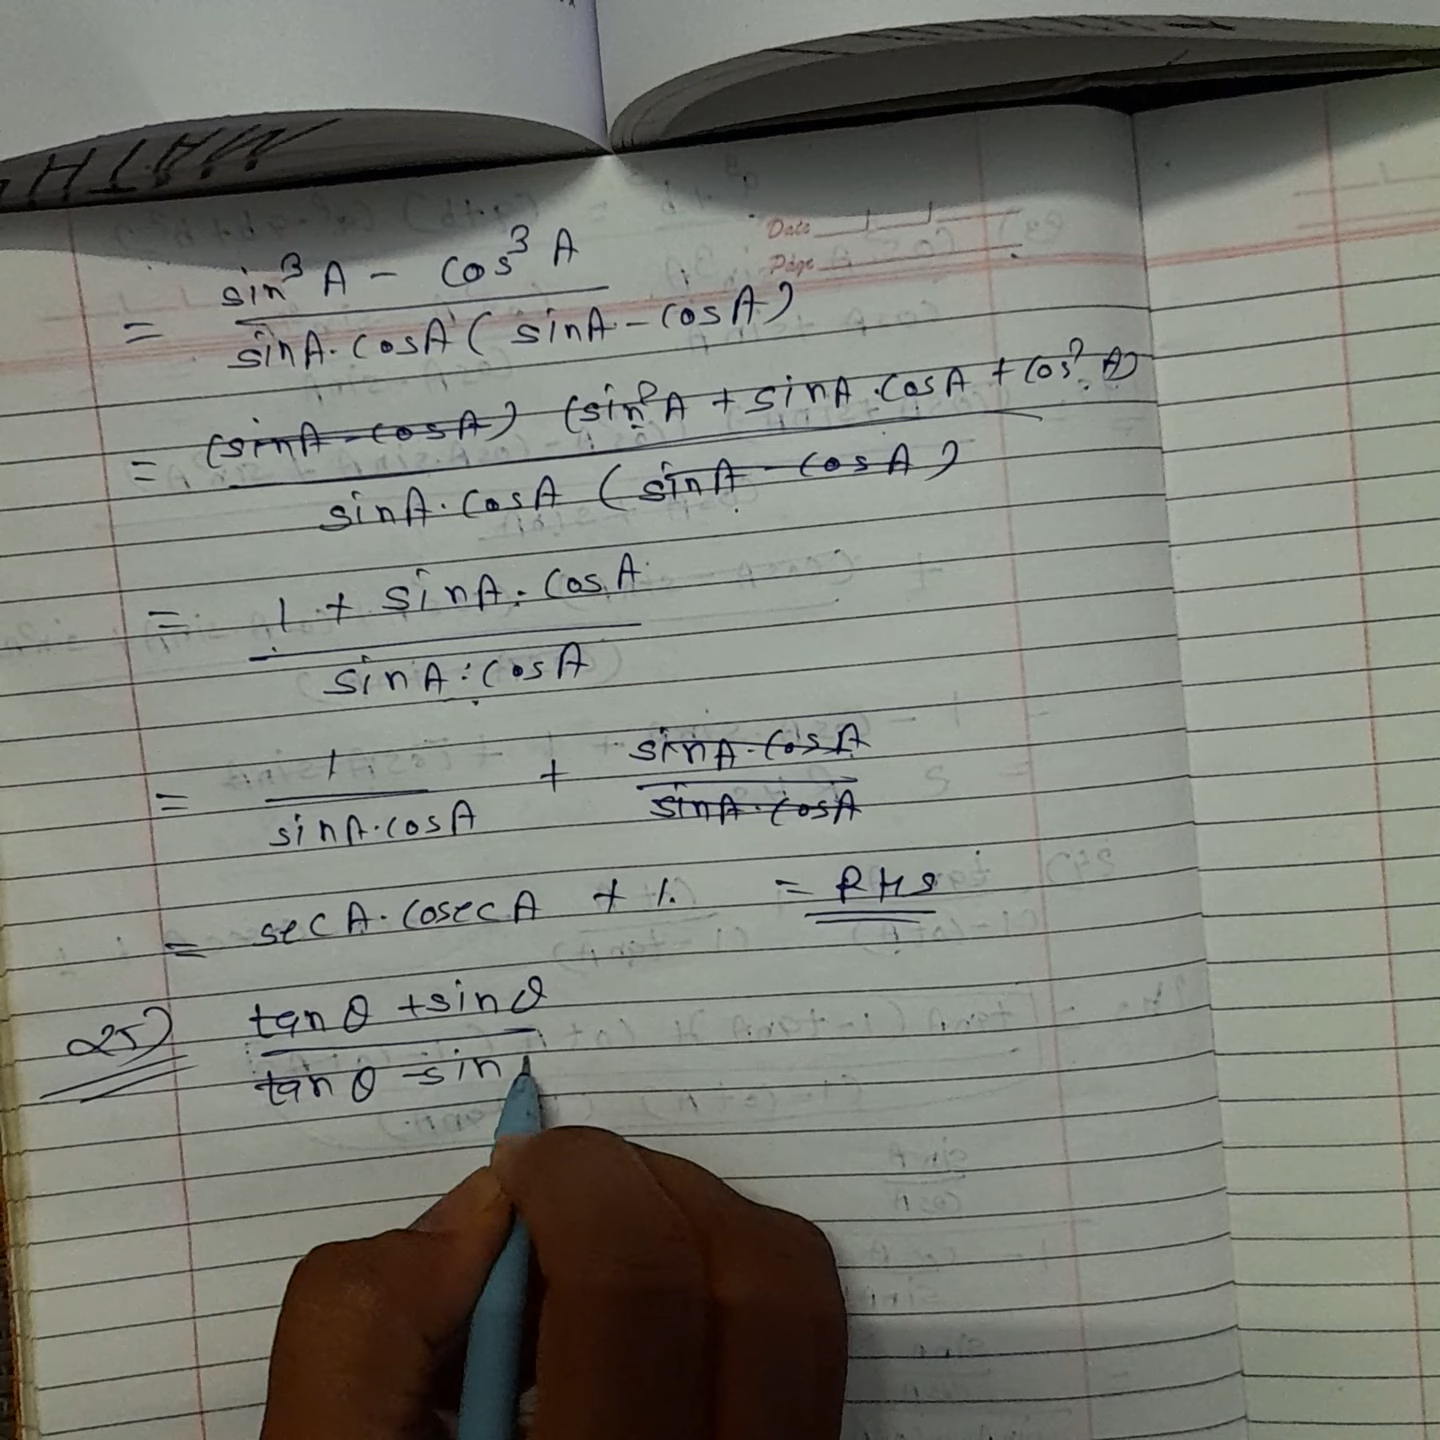 MATH
Date
Page
= sin³A - cos³A
sinA·cosA (sinA - cosA)
= (sinA - cosA) (sin²A + sinA·cosA + cos²A)
sinA·cosA (sinA - cosA)
= 1 + sinA·cosA
sinA·cosA
= 1 + sinA·cosA
sinA·cosA sinA·cosA
= secA·cosecA + 1. = RHS
25) tanθ + sinθ
tanθ - sin